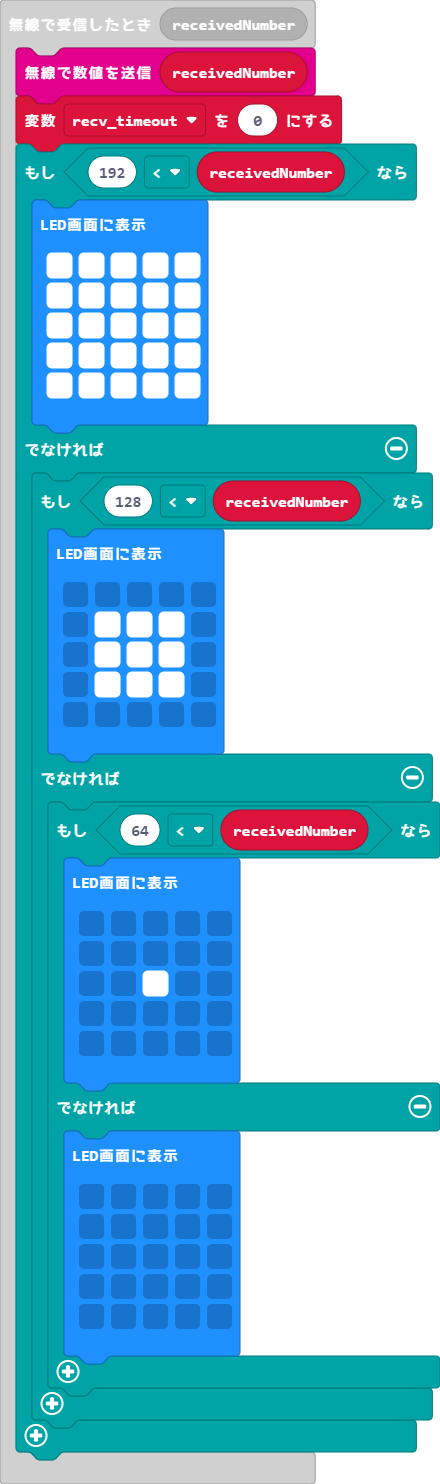 無線で受信したとき receivedNumber
無線で数値を送信 receivedNumber
変数 recv_timeout を 0 にする
もし 192 < receivedNumber なら
LED画面に表示
でなければ
もし 128 < receivedNumber なら
LED画面に表示
でなければ
もし 64 < receivedNumber なら
LED画面に表示
でなければ
LED画面に表示